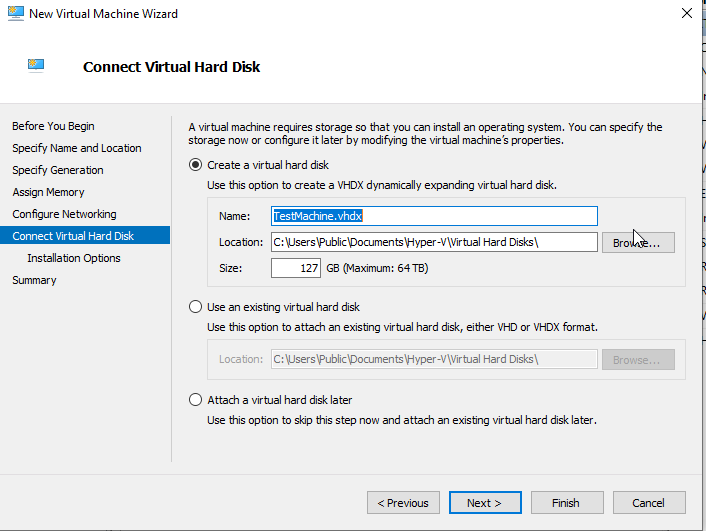 New Virtual Machine Wizard
Connect Virtual Hard Disk
Before You Begin
Specify Name and Location
Specify Generation
Assign Memory
Configure Networking
Connect Virtual Hard Disk
Installation Options
Summary
A virtual machine requires storage so that you can install an operating system. You can specify the
storage now or configure it later by modifying the virtual machine's properties.
Create a virtual hard disk
Use this option to create a VHDX dynamically expanding virtual hard disk.
Name: TestMachine.vhdx
Location: C:\Users\Public\Documents\Hyper-V\Virtual Hard Disks\ Browse...
Size: 127 GB (Maximum: 64 TB)
Use an existing virtual hard disk
Use this option to attach an existing virtual hard disk, either VHD or VHDX format.
Location: C:\Users\Public\Documents\Hyper-V\Virtual Hard Disks\ Browse...
Attach a virtual hard disk later
Use this option to skip this step now and attach an existing virtual hard disk later.
< Previous Next > Finish Cancel